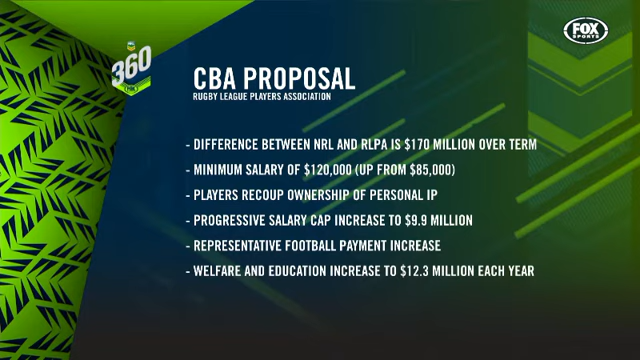 FOX
SPORTS
360
CBA PROPOSAL
RUGBY LEAGUE PLAYERS ASSOCIATION
- DIFFERENCE BETWEEN NRL AND RLPA IS $170 MILLION OVER TERM
- MINIMUM SALARY OF $120,000 (UP FROM $85,000)
- PLAYERS RECOUP OWNERSHIP OF PERSONAL IP
- PROGRESSIVE SALARY CAP INCREASE TO $9.9 MILLION
- REPRESENTATIVE FOOTBALL PAYMENT INCREASE
- WELFARE AND EDUCATION INCREASE TO $12.3 MILLION EACH YEAR